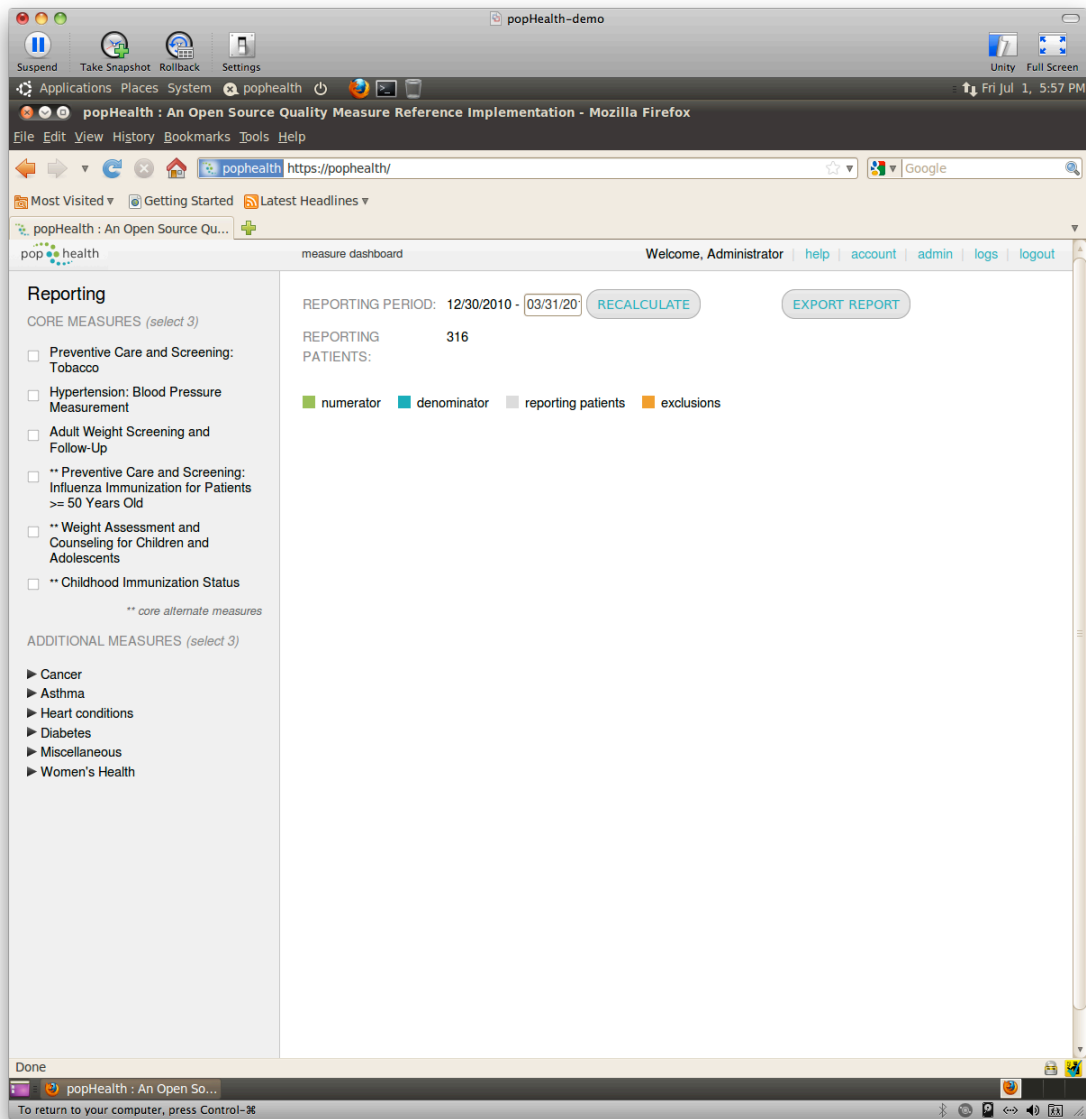 popHealth-demo
Suspend Take Snapshot Rollback Settings Unity Full Screen
Applications Places System pophealth Fri Jul 1, 5:57 PM
popHealth : An Open Source Quality Measure Reference Implementation - Mozilla Firefox
File Edit View History Bookmarks Tools Help
pophealth https://pophealth/ Google
Most Visited Getting Started Latest Headlines
popHealth : An Open Source Qu...
pop health measure dashboard Welcome, Administrator | help | account | admin | logs | logout
Reporting
CORE MEASURES (select 3)
Preventive Care and Screening:
Tobacco
Hypertension: Blood Pressure
Measurement
Adult Weight Screening and
Follow-Up
** Preventive Care and Screening:
Influenza Immunization for Patients
>= 50 Years Old
** Weight Assessment and
Counseling for Children and
Adolescents
** Childhood Immunization Status
** core alternate measures
ADDITIONAL MEASURES (select 3)
Cancer
Asthma
Heart conditions
Diabetes
Miscellaneous
Women's Health
REPORTING PERIOD: 12/30/2010 - 03/31/201 RECALCULATE EXPORT REPORT
REPORTING 316
PATIENTS:
numerator denominator reporting patients exclusions
Done
popHealth : An Open So...
To return to your computer, press Control-⌘